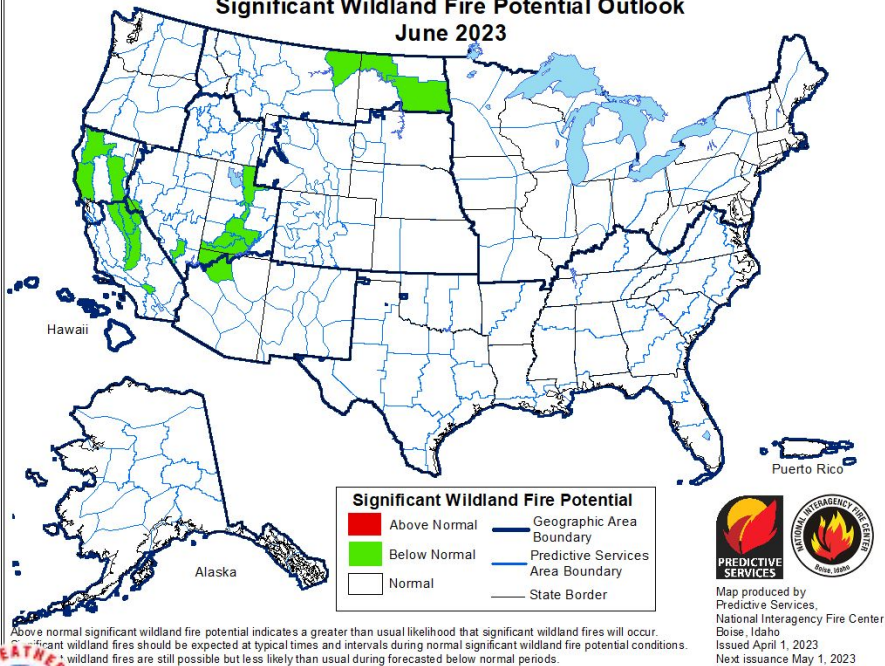 Significant Wildland Fire Potential Outlook
June 2023
Hawaii
Alaska
Puerto Rico
Significant Wildland Fire Potential
Above Normal
Below Normal
Normal
Geographic Area
Boundary
Predictive Services
Area Boundary
State Border
PREDICTIVE
SERVICES
NATIONAL INTERAGENCY FIRE CENTER
Boise, Idaho
Map produced by
Predictive Services,
National Interagency Fire Center
Boise, Idaho
Issued April 1, 2023
Next issuance May 1, 2023
Above normal significant wildland fire potential indicates a greater than usual likelihood that significant wildland fires will occur.
Significant wildland fires should be expected at typical times and intervals during normal significant wildland fire potential conditions.
wildland fires are still possible but less likely than usual during forecasted below normal periods.